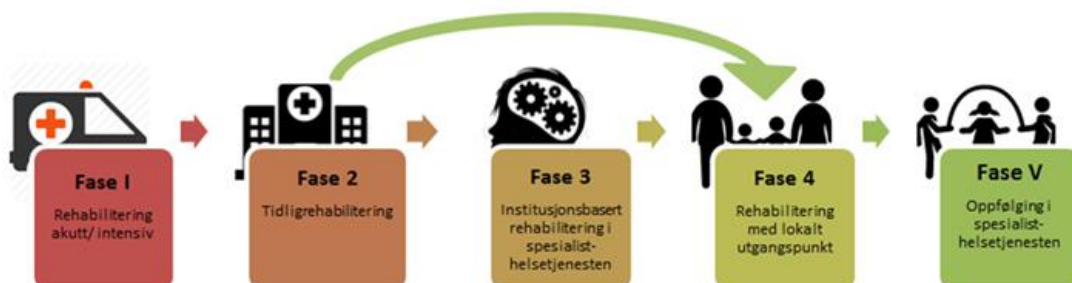 Fase I
Rehabilitering
akutt/ intensiv
Fase 2
Tidligrehabilitering
Fase 3
Institusjonsbasert
rehabilitering i
spesialist-
helsetjenesten
Fase 4
Rehabilitering
med lokalt
utgangspunkt
Fase V
Oppfølging i
spesialist-
helsetjenesten